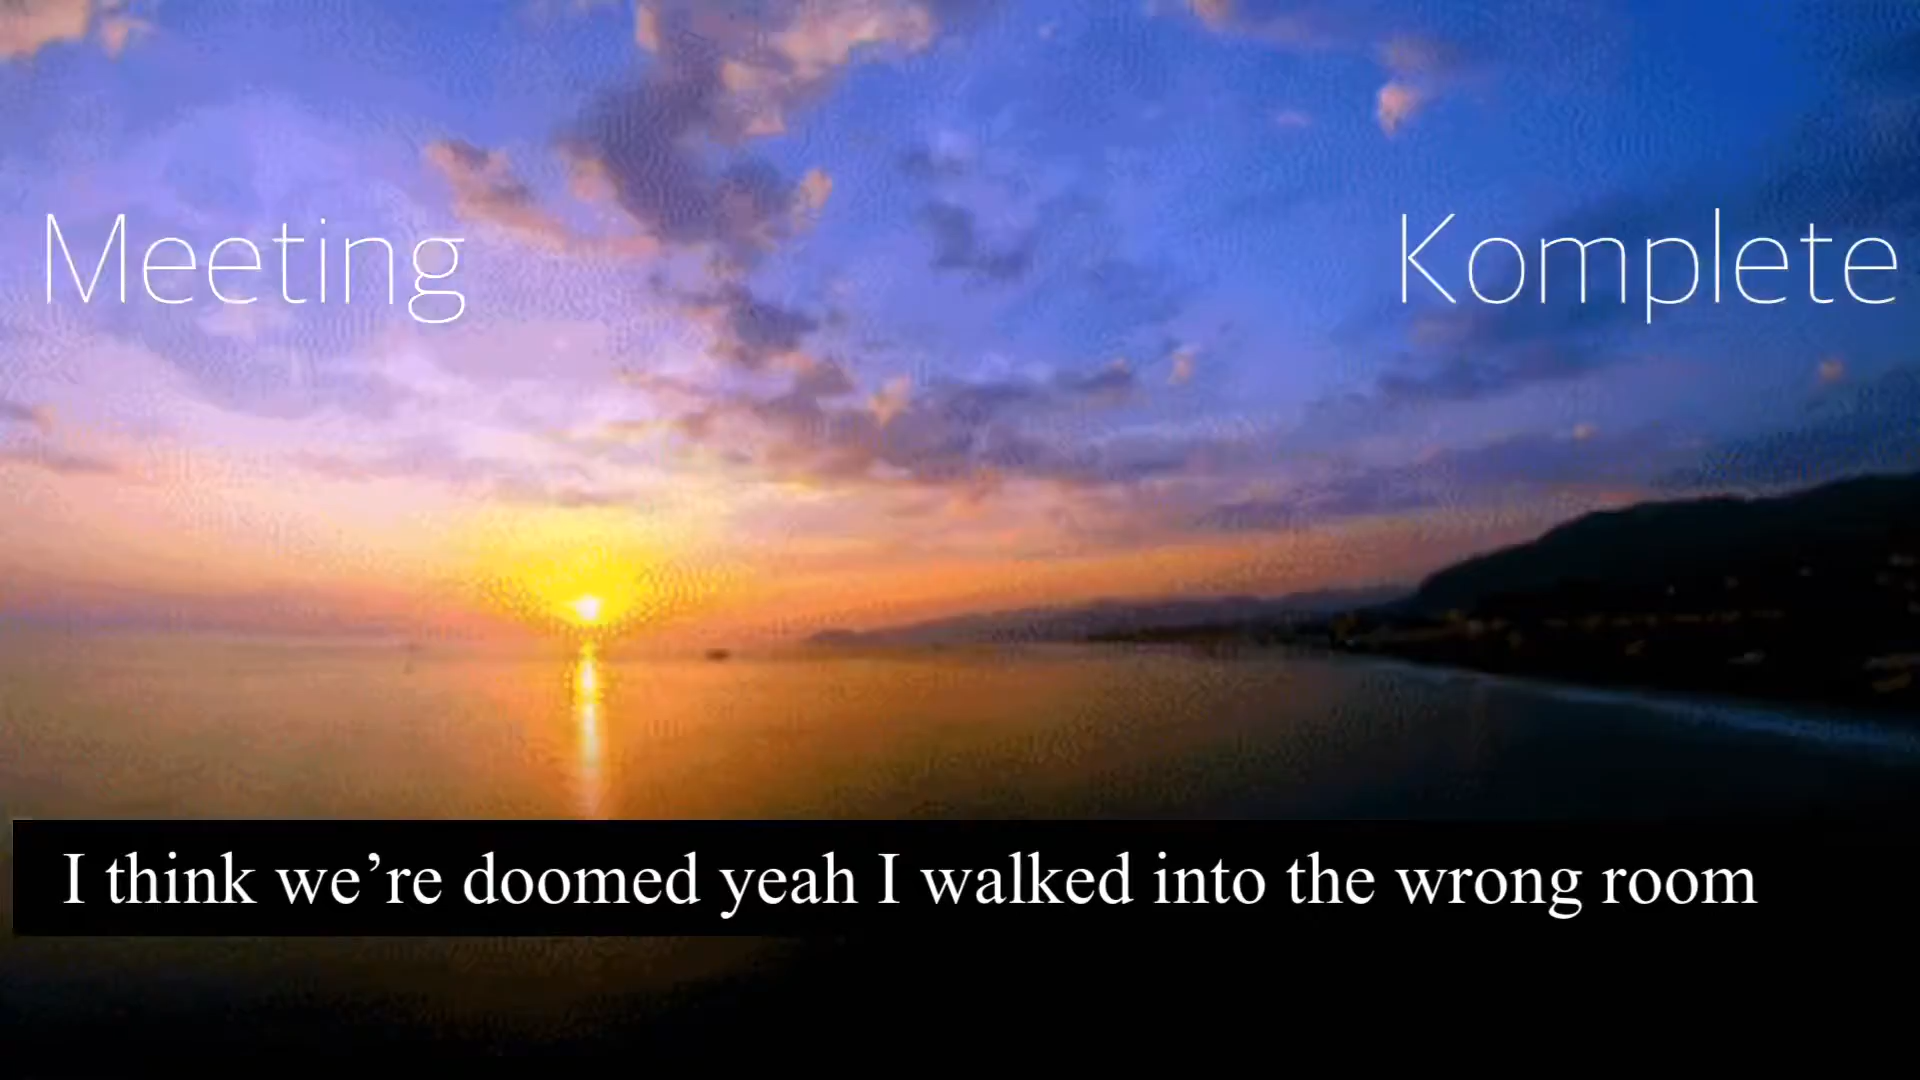 Meeting
Komplete
I think we’re doomed yeah I walked into the wrong room